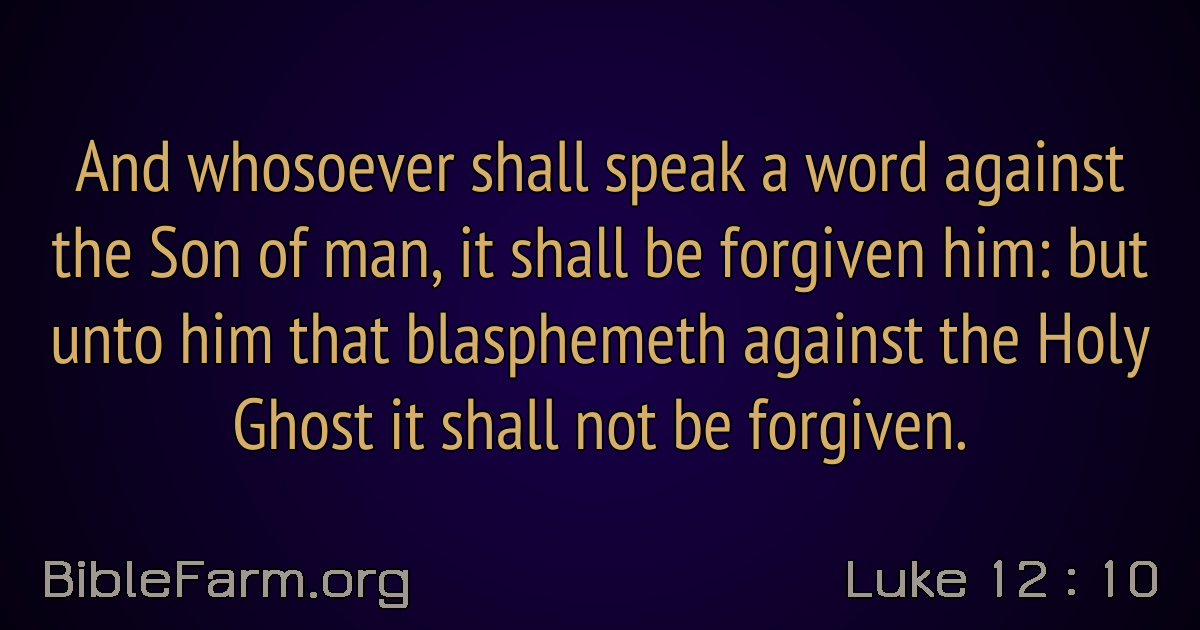 And whosoever shall speak a word against
the Son of man, it shall be forgiven him: but
unto him that blasphemeth against the Holy
Ghost it shall not be forgiven.
BibleFarm.org
Luke 12 : 10